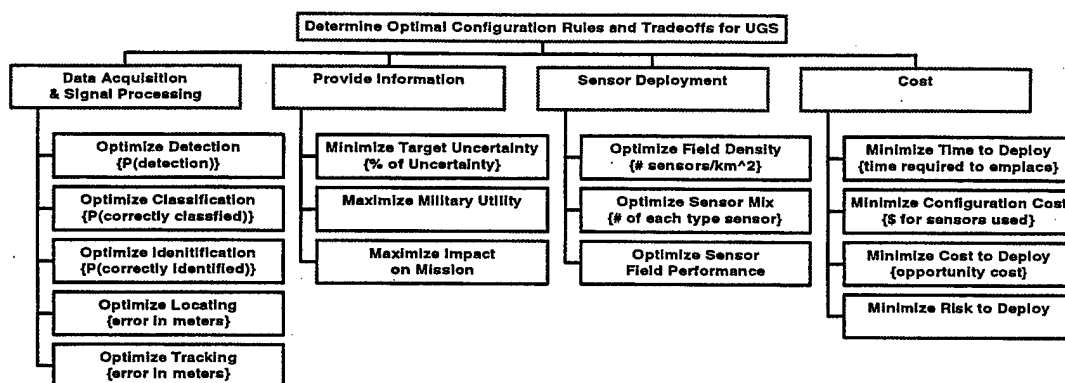 Determine Optimal Configuration Rules and Tradeoffs for UGS
Data Acquisition
& Signal Processing
Optimize Detection
{P(detection)}
Optimize Classification
{P(correctly classfied)}
Optimize Idenitification
{P(correctly identified)}
Optimize Locating
{error in meters}
Optimize Tracking
{error in meters}
Provide Information
Minimize Target Uncertainty
{% of Uncertainty}
Maximize Military Utility
Maximize Impact
on Mission
Sensor Deployment
Optimize Field Density
{# sensors/km^2}
Optimize Sensor Mix
{# of each type sensor}
Optimize Sensor
Field Performance
Cost
Minimize Time to Deploy
{time required to emplace}
Minimize Configuration Cost
{$ for sensors used}
Minimize Cost to Deploy
{opportunity cost}
Minimize Risk to Deploy